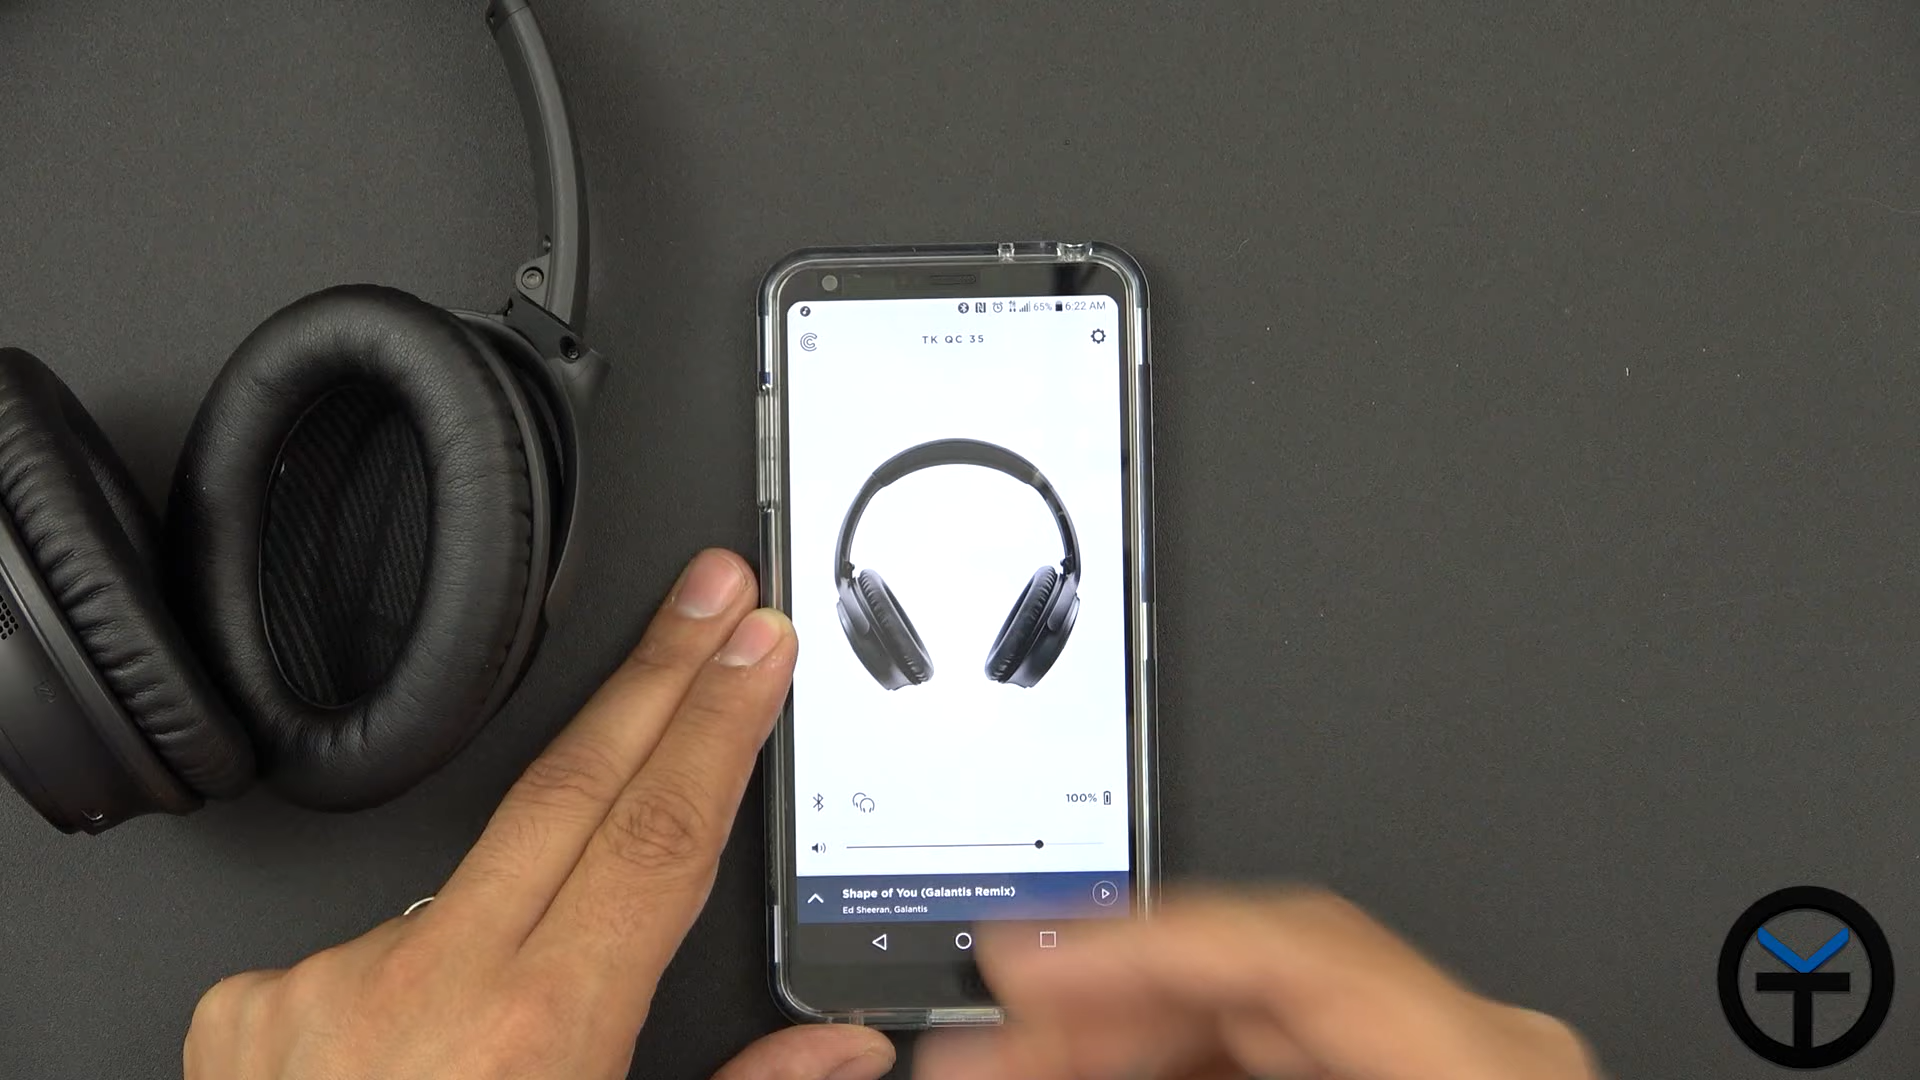 65% 6:22 AM
TK QC 35
100%
Shape of You (Galantis Remix)
Ed Sheeran, Galantis